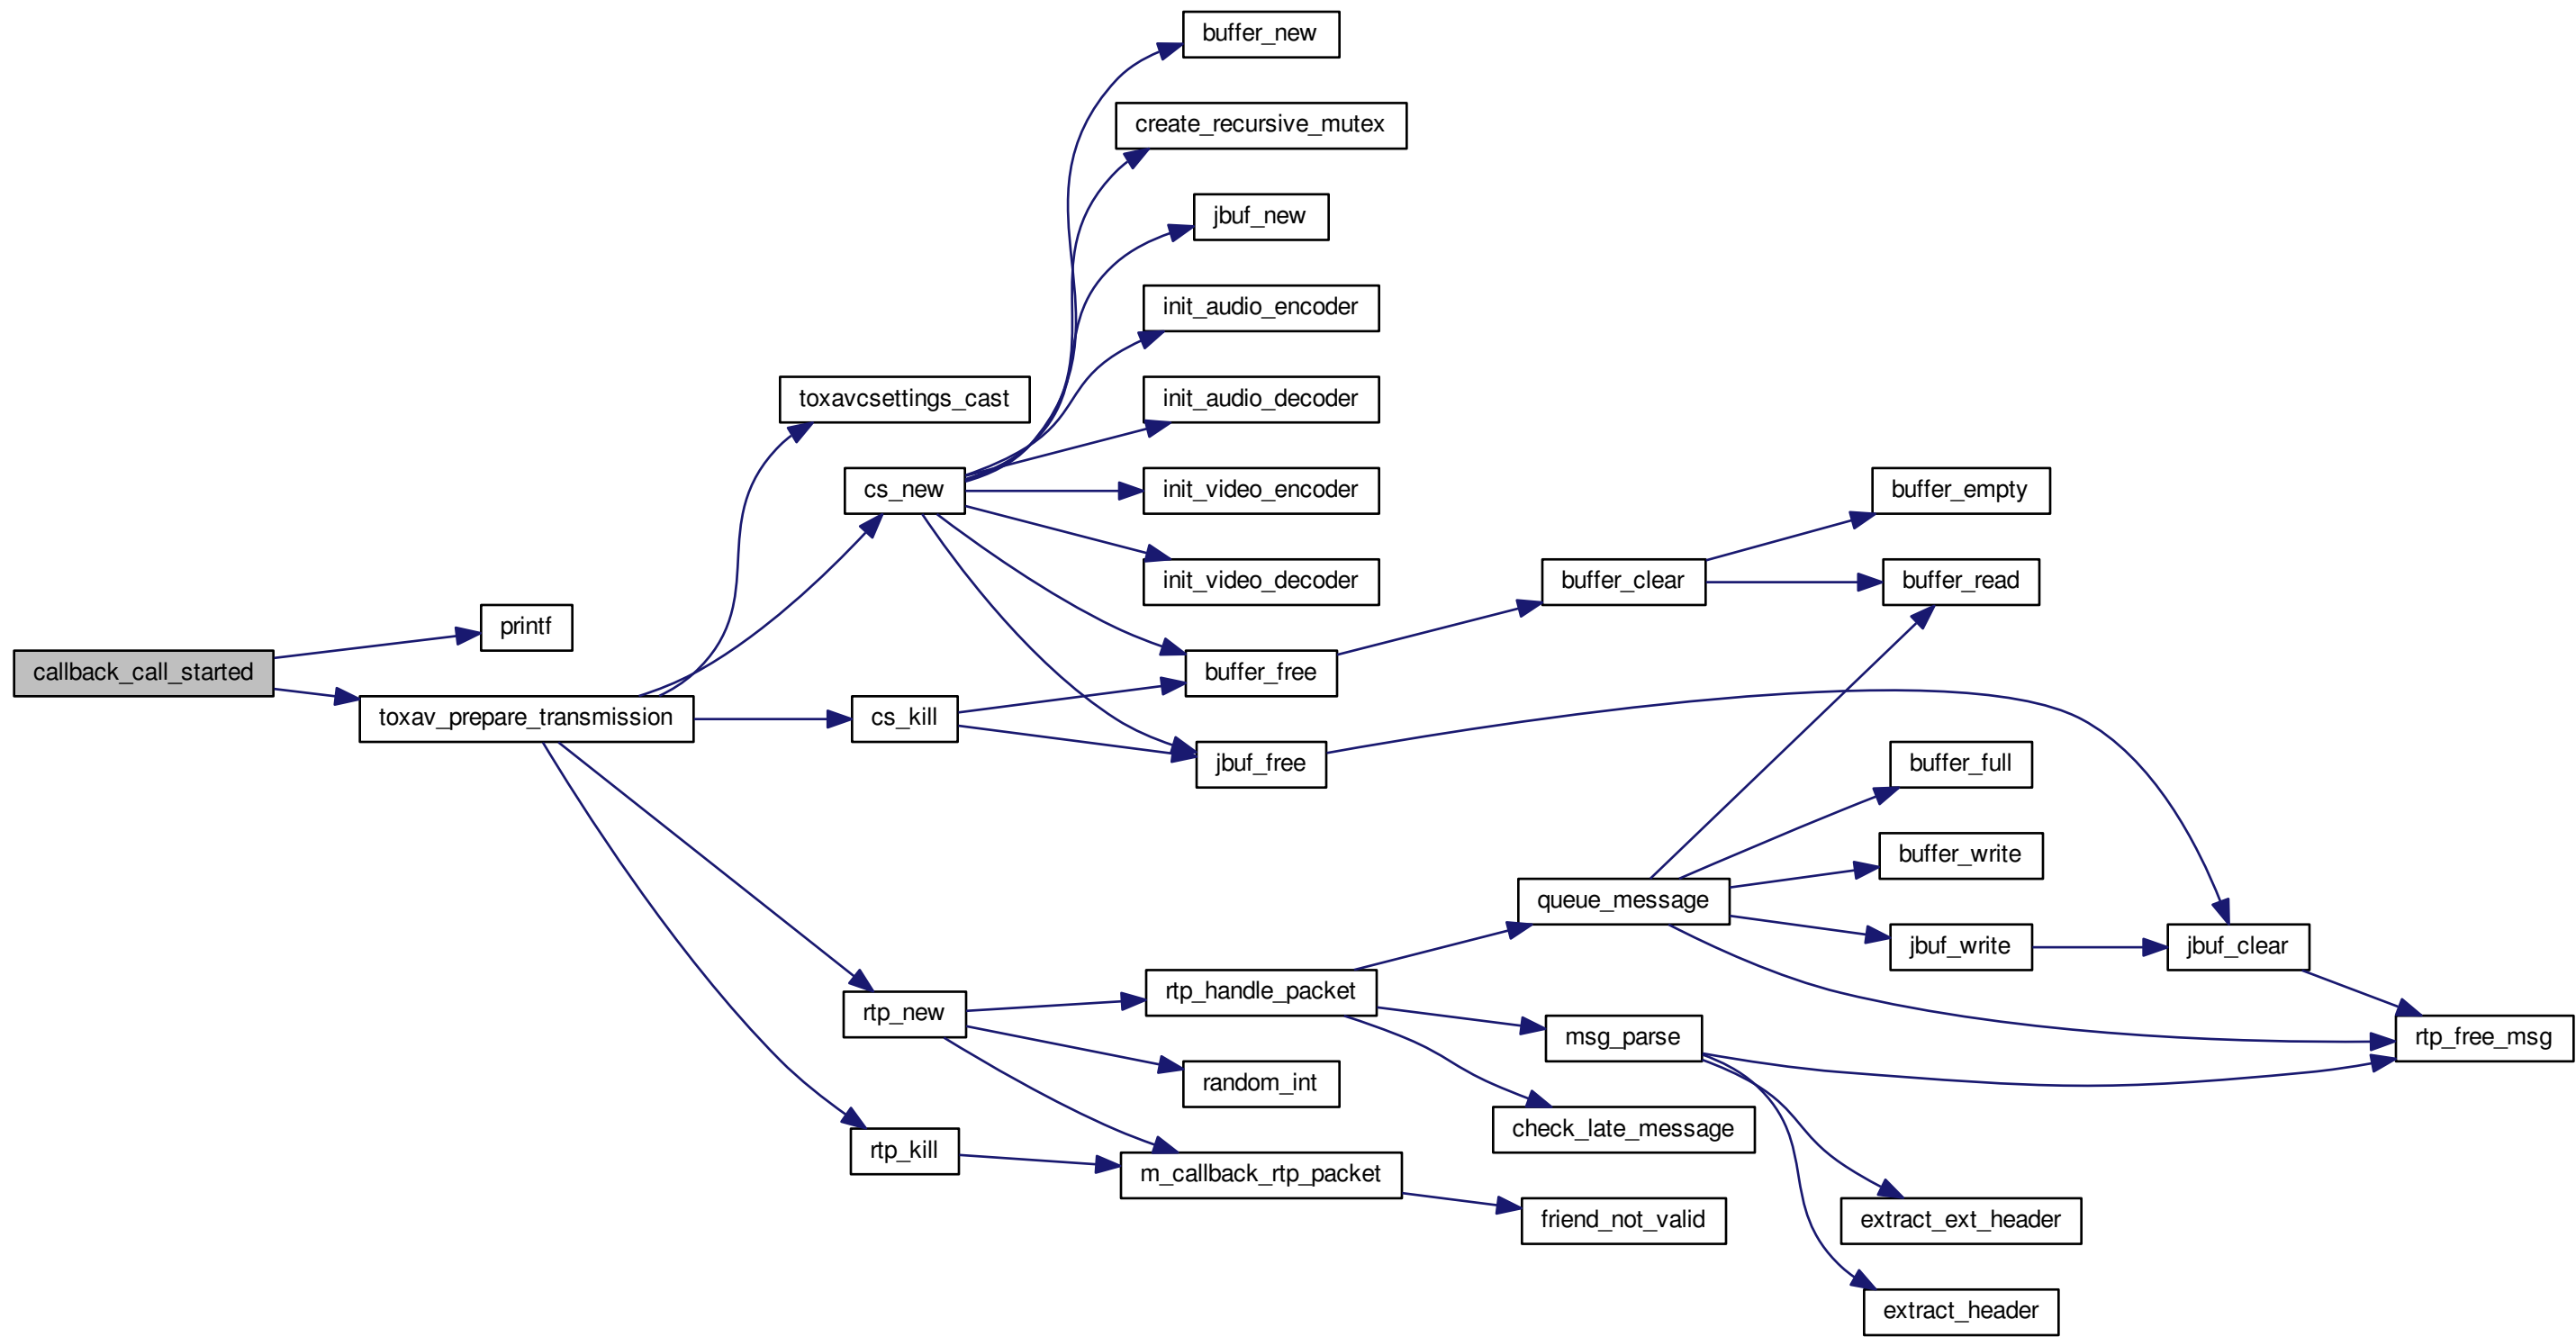 buffer_new
create_recursive_mutex
jbuf_new
init_audio_encoder
toxavcsettings_cast
init_audio_decoder
cs_new
init_video_encoder
buffer_empty
init_video_decoder
buffer_clear
buffer_read
printf
callback_call_started
buffer_free
toxav_prepare_transmission
cs_kill
jbuf_free
buffer_full
buffer_write
queue_message
jbuf_write
jbuf_clear
rtp_handle_packet
rtp_new
msg_parse
rtp_free_msg
random_int
check_late_message
rtp_kill
m_callback_rtp_packet
friend_not_valid
extract_ext_header
extract_header